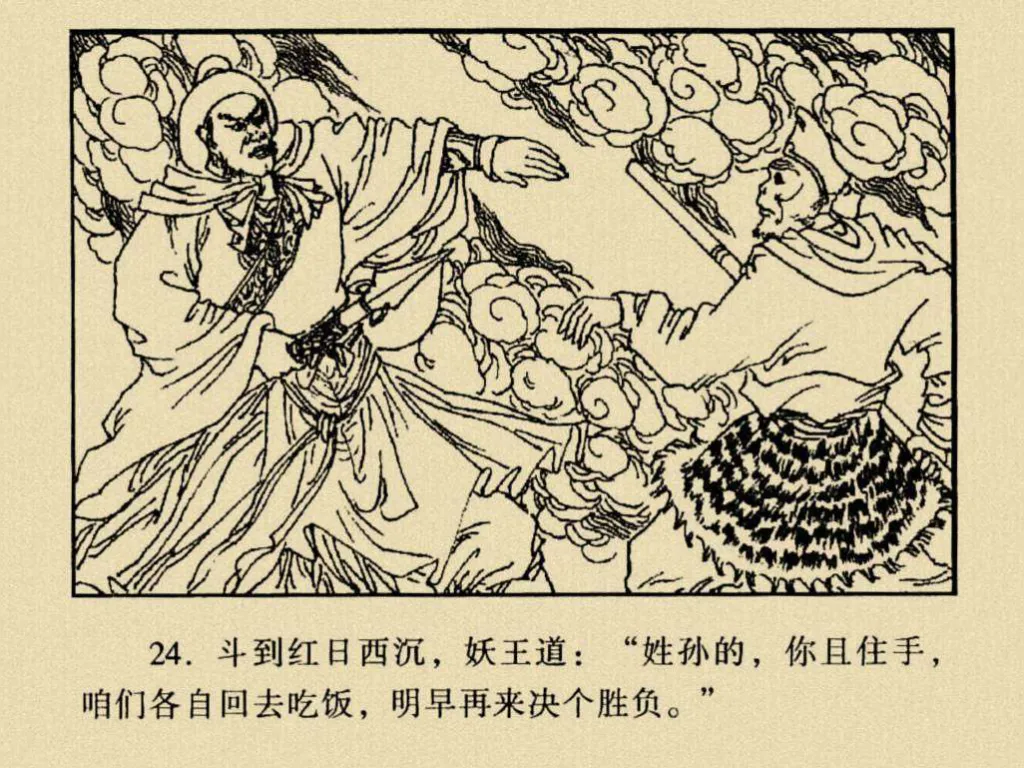 24. 斗到红日西沉，妖王道：“姓孙的，你且住手，
咱们各自回去吃饭，明早再来决个胜负。”